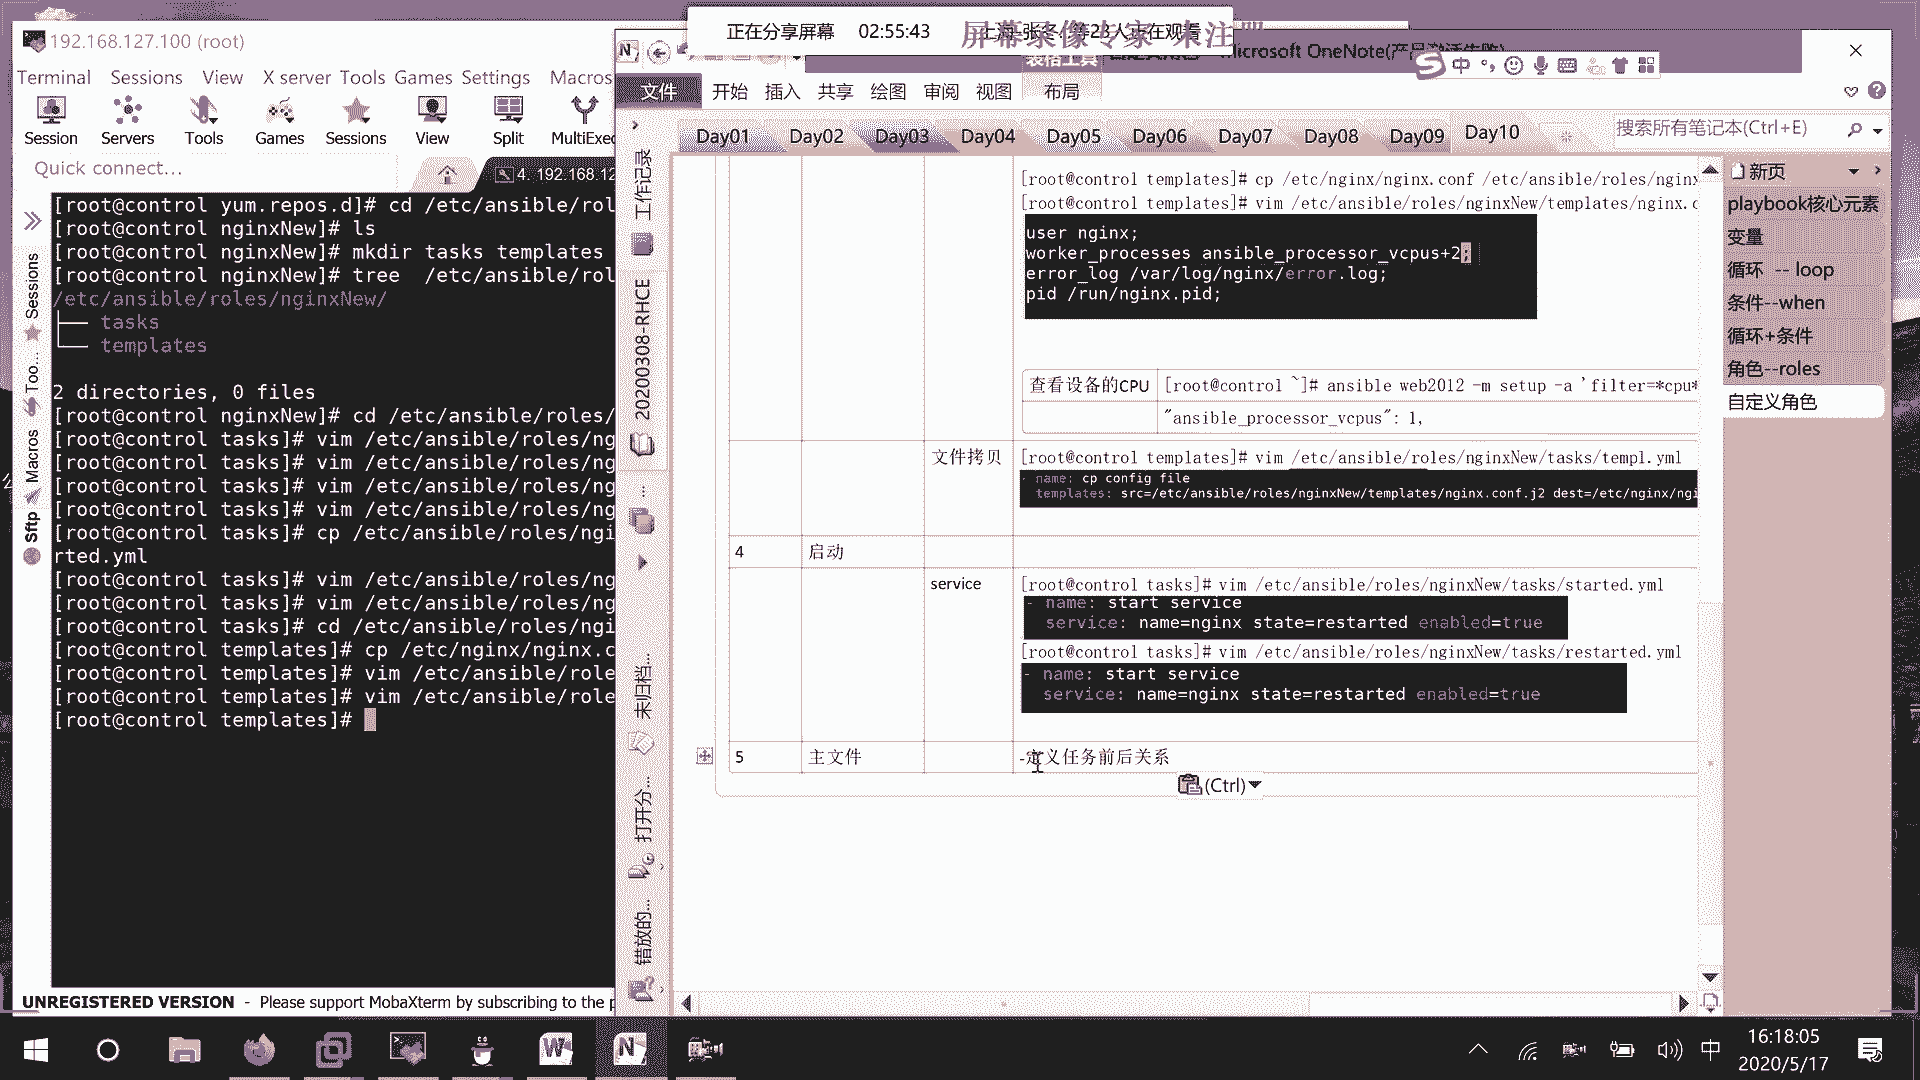 正在分享屏幕 02:55:43
192.168.127.100 (root)
Terminal Sessions View X server Tools Games Settings Macros
Session Servers Tools Games Sessions View Split MultiExec
Quick connect...
4. 192.168.12
Sessions
Too...
Macros
Sftp
[root@control yum.repos.d]# cd /etc/ansible/rol
[root@control nginxNew]# ls
[root@control nginxNew]# mkdir tasks templates
[root@control nginxNew]# tree  /etc/ansible/rol
/etc/ansible/roles/nginxNew/
├── tasks
└── templates
2 directories, 0 files
[root@control nginxNew]# cd /etc/ansible/roles/
[root@control tasks]# vim /etc/ansible/roles/ng
[root@control tasks]# vim /etc/ansible/roles/ng
[root@control tasks]# vim /etc/ansible/roles/ng
[root@control tasks]# vim /etc/ansible/roles/ng
[root@control tasks]# cp /etc/ansible/roles/ngi
rted.yml
[root@control tasks]# vim /etc/ansible/roles/ng
[root@control tasks]# vim /etc/ansible/roles/ng
[root@control tasks]# cd /etc/ansible/roles/ngi
[root@control templates]# cp /etc/nginx/nginx.c
[root@control templates]# vim /etc/ansible/role
[root@control templates]# vim /etc/ansible/role
[root@control templates]#
UNREGISTERED VERSION - Please support MobaXterm by subscribing to the p
屏幕录像专家 未注册
Microsoft OneNote(产品激活失败)
表格工具
文件 开始 插入 共享 绘图 审阅 视图 布局
Day01 Day02 Day03 Day04 Day05 Day06 Day07 Day08 Day09 Day10
搜索所有笔记本(Ctrl+E)
工作记录
20200308-RHCE
未归档...
打开分...
错放的...
[root@control templates]# cp /etc/nginx/nginx.conf /etc/ansible/roles/nginx
[root@control templates]# vim /etc/ansible/roles/nginxNew/templates/nginx.c
user nginx;
worker_processes ansible_processor_vcpus+2;
error_log /var/log/nginx/error.log;
pid /run/nginx.pid;
查看设备的CPU [root@control ~]# ansible web2012 -m setup -a 'filter=*cpu*
"ansible_processor_vcpus": 1,
文件拷贝 [root@control templates]# vim /etc/ansible/roles/nginxNew/tasks/templ.yml
- name: cp config file
templates: src=/etc/ansible/roles/nginxNew/templates/nginx.conf.j2 dest=/etc/nginx/ngi
4 启动
service [root@control tasks]# vim /etc/ansible/roles/nginxNew/tasks/started.yml
- name: start service
service: name=nginx state=restarted enabled=true
[root@control tasks]# vim /etc/ansible/roles/nginxNew/tasks/restarted.yml
- name: start service
service: name=nginx state=restarted enabled=true
5 主文件 -定义任务前后关系
(Ctrl)
新页
playbook核心元素
变量
循环 -- loop
条件--when
循环+条件
角色--roles
自定义角色
中
16:18:05
2020/5/17